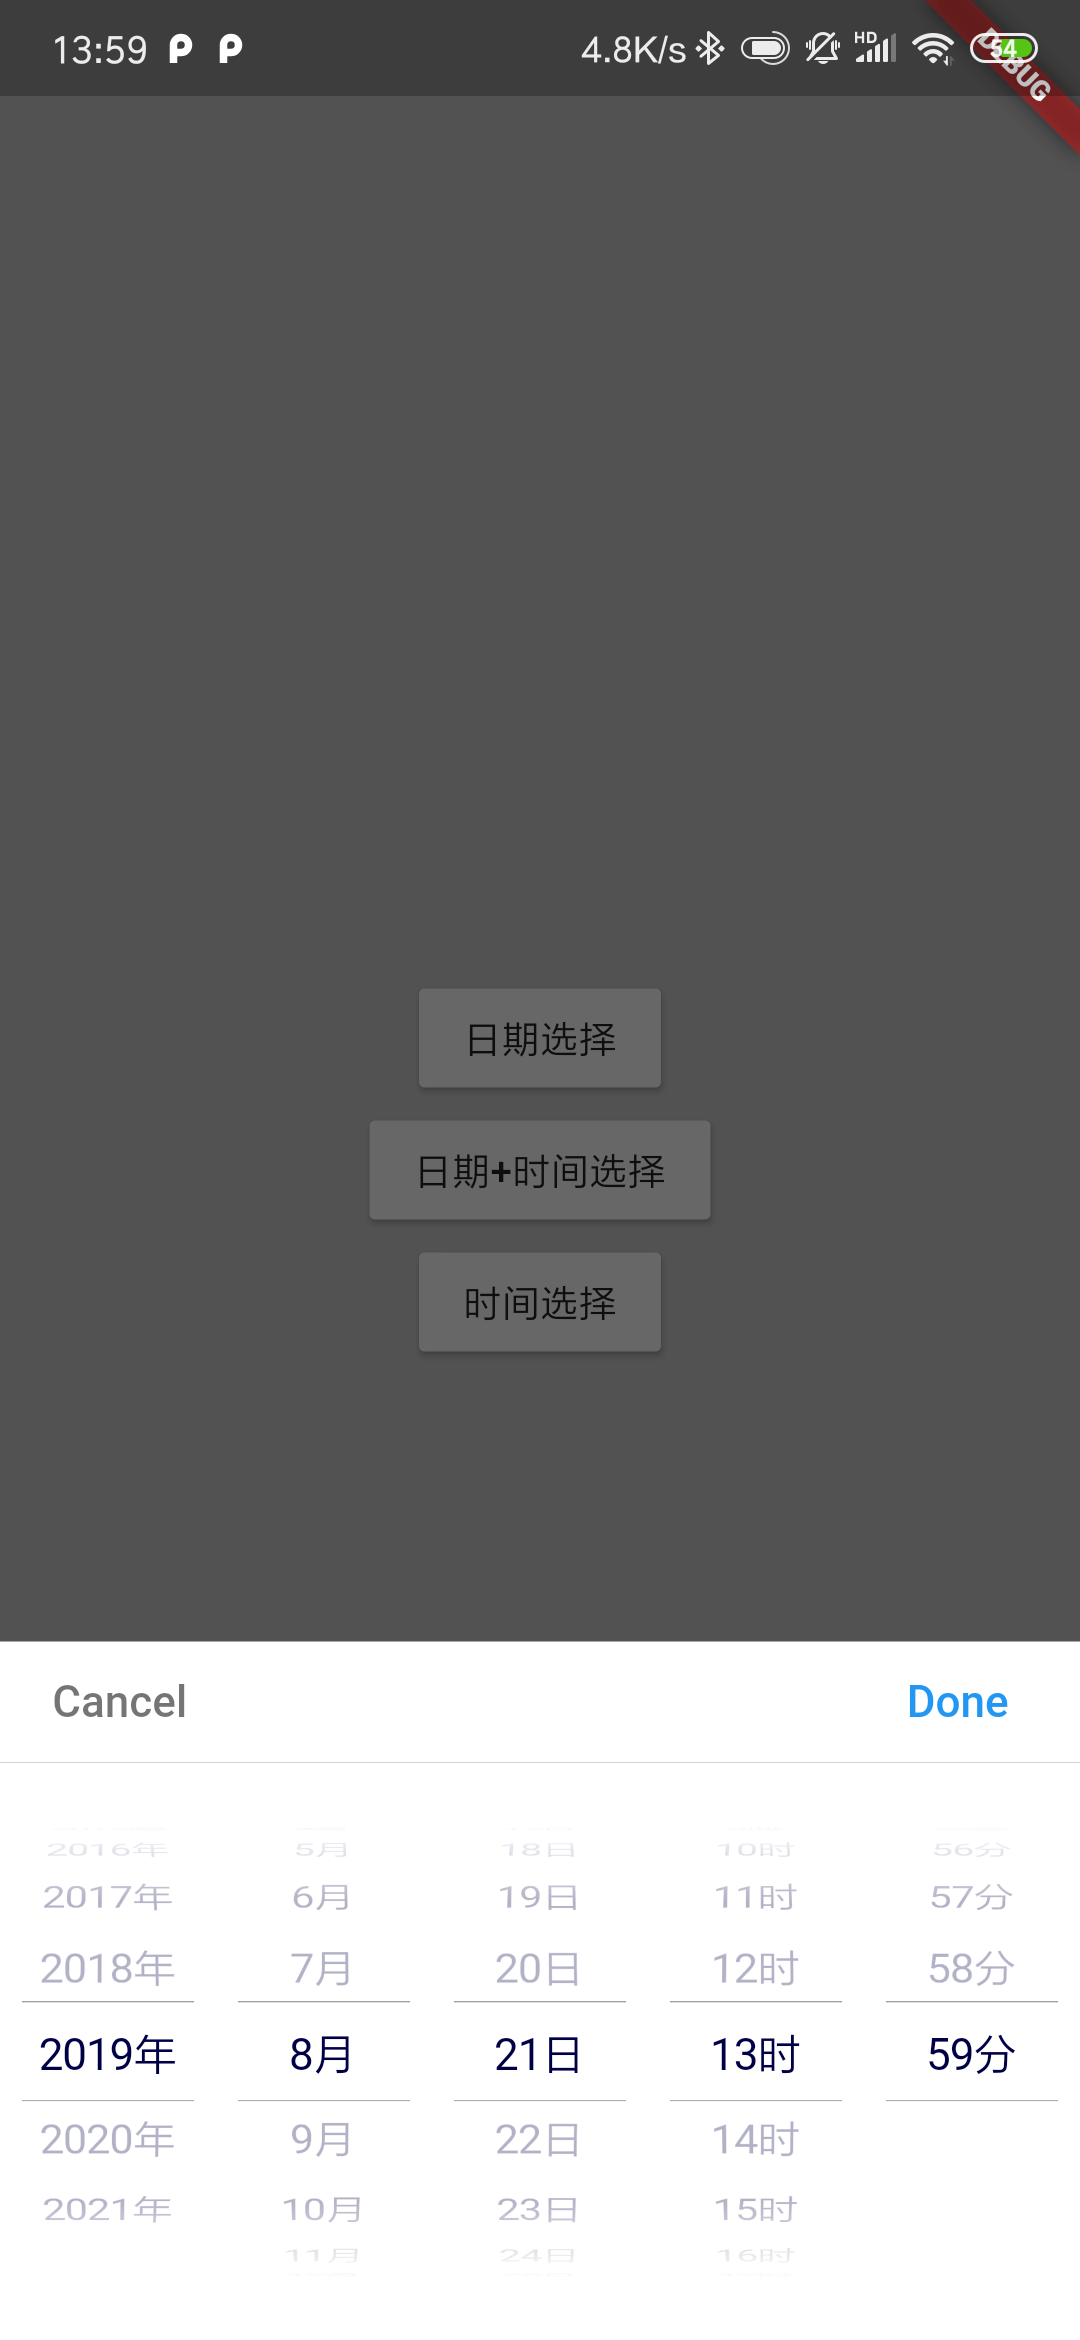 13:59 P P 4.8K/s HD 54
DEBUG
日期选择
日期+时间选择
时间选择
Cancel Done
2016年 5月 18日 10时 56分
2017年 6月 19日 11时 57分
2018年 7月 20日 12时 58分
2019年 8月 21日 13时 59分
2020年 9月 22日 14时
2021年 10月 23日 15时
11月 24日 16时